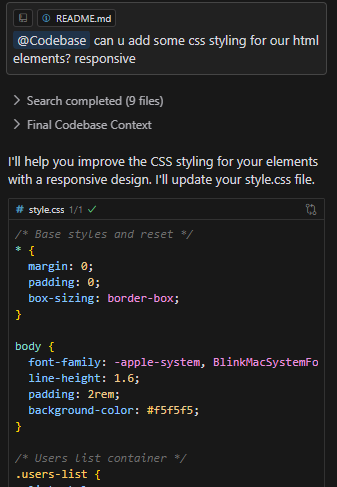 README.md
@Codebase can u add some css styling for our html
elements? responsive
Search completed (9 files)
Final Codebase Context
I'll help you improve the CSS styling for your elements
with a responsive design. I'll update your style.css file.
# style.css 1/1
/* Base styles and reset */
* {
margin: 0;
padding: 0;
box-sizing: border-box;
}
body {
font-family: -apple-system, BlinkMacSystemFo
line-height: 1.6;
padding: 2rem;
background-color: #f5f5f5;
}
/* Users list container */
.users-list {